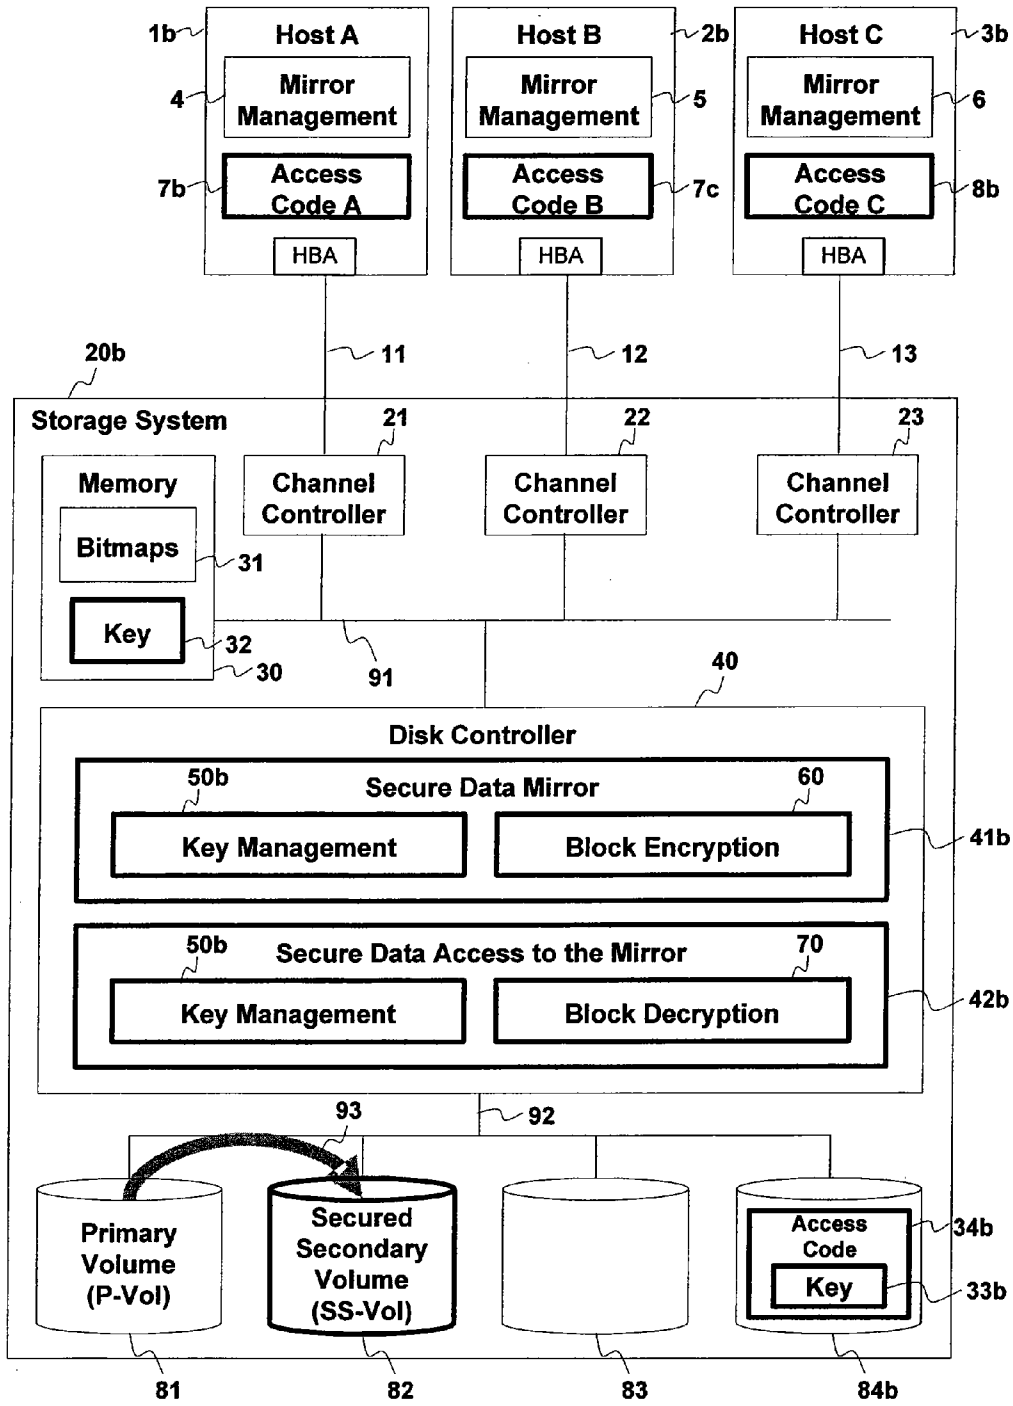 1b
Host A
Host B
2b
Host C
3b
4
Mirror
Management
Mirror
Management
5
Mirror
Management
6
7b
Access
Code A
Access
Code B
7c
Access
Code C
8b
HBA
HBA
HBA
11
12
13
20b
Storage System
21
22
23
Memory
Channel
Controller
Channel
Controller
Channel
Controller
Bitmaps
31
Key
32
30
91
40
Disk Controller
50b
Secure Data Mirror
60
Key Management
Block Encryption
41b
50b
Secure Data Access to the Mirror
70
Key Management
Block Decryption
42b
93
92
Primary
Volume
(P-Vol)
Secured
Secondary
Volume
(SS-Vol)
Access
Code
34b
Key
33b
81
82
83
84b